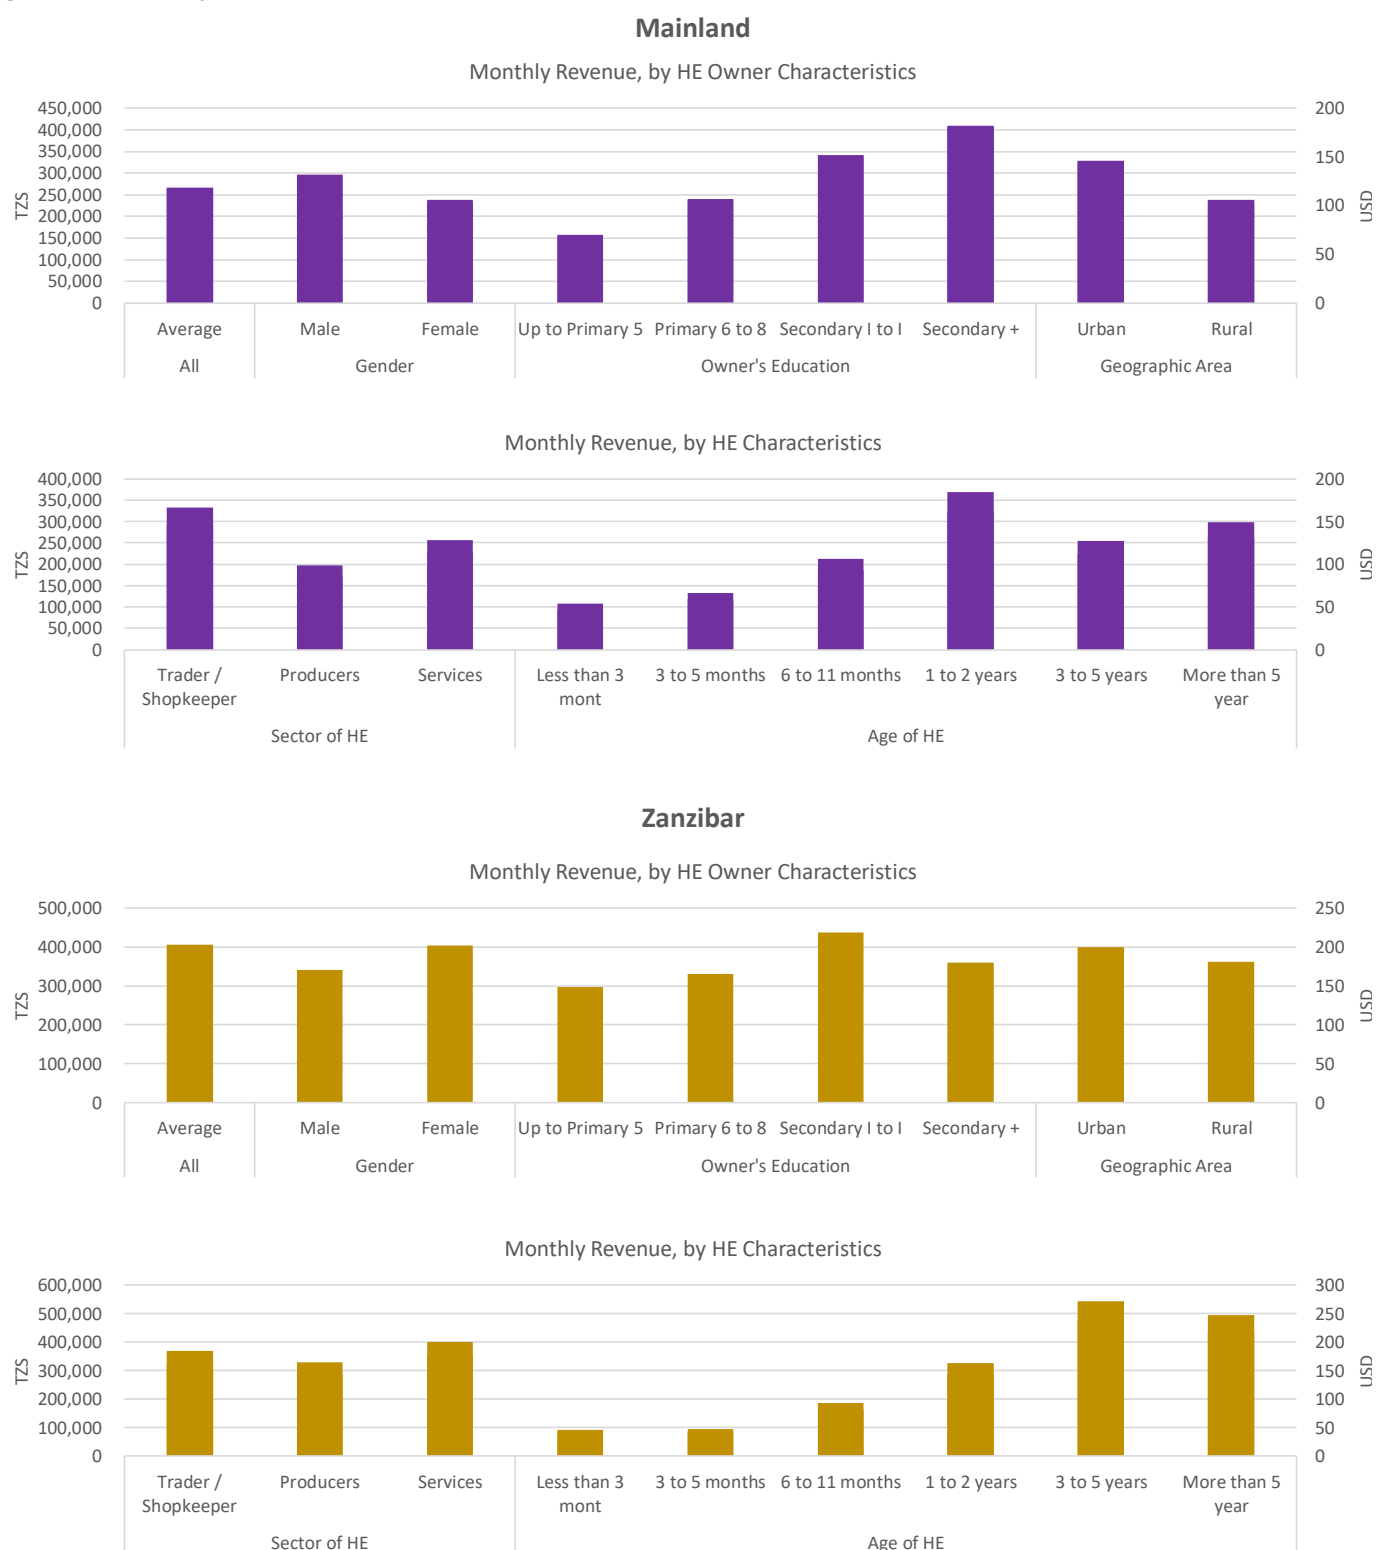 Mainland
Monthly Revenue, by HE Owner Characteristics
450,000 200
400,000
350,000 150
300,000
250,000
200,000 100
150,000
100,000 50
50,000
0 0
TZS
USD
Average Male Female Up to Primary 5 Primary 6 to 8 Secondary I to I Secondary + Urban Rural
All Gender Owner's Education Geographic Area
Monthly Revenue, by HE Characteristics
400,000 200
350,000
300,000 150
250,000
200,000 100
150,000
100,000 50
50,000
0 0
TZS
USD
Trader / Producers Services Less than 3 3 to 5 months 6 to 11 months 1 to 2 years 3 to 5 years More than 5
Shopkeeper mont year
Sector of HE Age of HE
Zanzibar
Monthly Revenue, by HE Owner Characteristics
500,000 250
400,000 200
300,000 150
200,000 100
100,000 50
0 0
TZS
USD
Average Male Female Up to Primary 5 Primary 6 to 8 Secondary I to I Secondary + Urban Rural
All Gender Owner's Education Geographic Area
Monthly Revenue, by HE Characteristics
600,000 300
500,000 250
400,000 200
300,000 150
200,000 100
100,000 50
0 0
TZS
USD
Trader / Producers Services Less than 3 3 to 5 months 6 to 11 months 1 to 2 years 3 to 5 years More than 5
Shopkeeper mont year
Sector of HE Age of HE